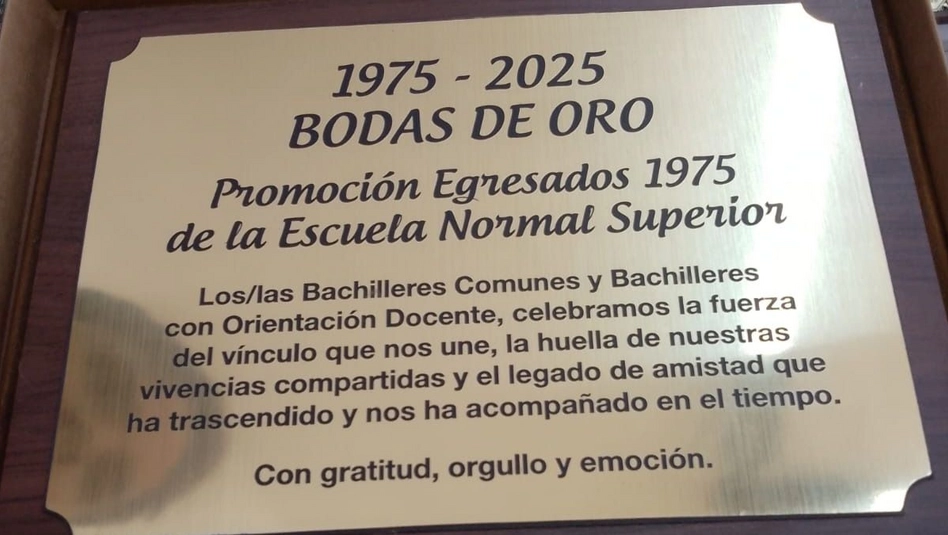 1975 - 2025
BODAS DE ORO
Promoción Egresados 1975
de la Escuela Normal Superior
Los/las Bachilleres Comunes y Bachilleres
con Orientación Docente, celebramos la fuerza
del vínculo que nos une, la huella de nuestras
vivencias compartidas y el legado de amistad que
ha trascendido y nos ha acompañado en el tiempo.
Con gratitud, orgullo y emoción.